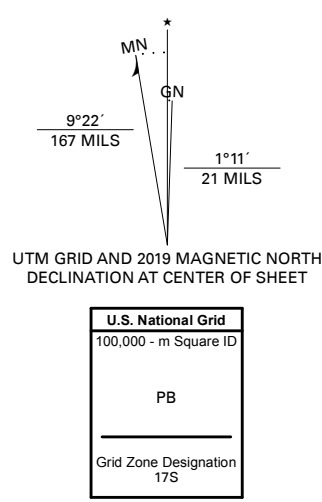 ★
MN
GN
9°22´
167 MILS
1°11´
21 MILS
UTM GRID AND 2019 MAGNETIC NORTH
DECLINATION AT CENTER OF SHEET
U.S. National Grid
100,000 - m Square ID
PB
Grid Zone Designation
17S